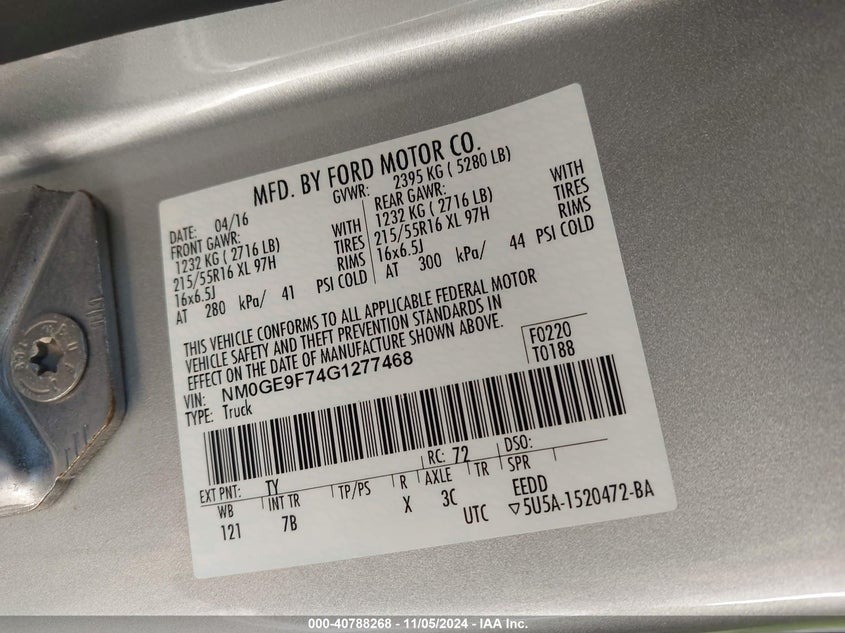 MFD. BY FORD MOTOR CO.
DATE: 04/16
GVWR: 2395 KG ( 5280 LB)
FRONT GAWR:
1232 KG ( 2716 LB) WITH
215/55R16 XL 97H TIRES
16x6.5J RIMS
AT 280 kPa/ 41 PSI COLD
REAR GAWR:
1232 KG ( 2716 LB) WITH
215/55R16 XL 97H TIRES
16x6.5J RIMS
AT 300 kPa/ 44 PSI COLD
THIS VEHICLE CONFORMS TO ALL APPLICABLE FEDERAL MOTOR
VEHICLE SAFETY AND THEFT PREVENTION STANDARDS IN
EFFECT ON THE DATE OF MANUFACTURE SHOWN ABOVE.
VIN: NM0GE9F74G1277468
TYPE: Truck
F0220
T0188
EXT PNT: TY RC: 72 DSO:
WB INT TR TP/PS R AXLE TR SPR
121 7B X 3C EEDD
UTC ▽5U5A-1520472-BA
000-40788268 - 11/05/2024 - IAA Inc.